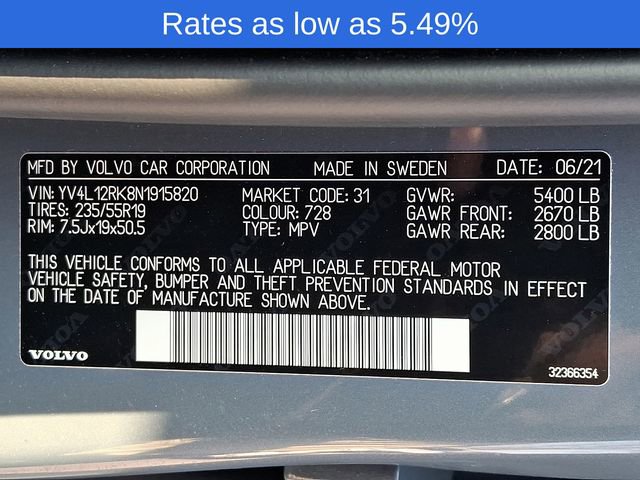 Rates as low as 5.49%
MFD BY VOLVO CAR CORPORATION MADE IN SWEDEN DATE: 06/21
VIN: YV4L12RK8N1915820 MARKET CODE: 31 GVWR: 5400 LB
TIRES: 235/55R19 COLOUR: 728 GAWR FRONT: 2670 LB
RIM: 7.5Jx19x50.5 TYPE: MPV GAWR REAR: 2800 LB
THIS VEHICLE CONFORMS TO ALL APPLICABLE FEDERAL MOTOR
VEHICLE SAFETY, BUMPER AND THEFT PREVENTION STANDARDS IN EFFECT
ON THE DATE OF MANUFACTURE SHOWN ABOVE.
VOLVO 32366354